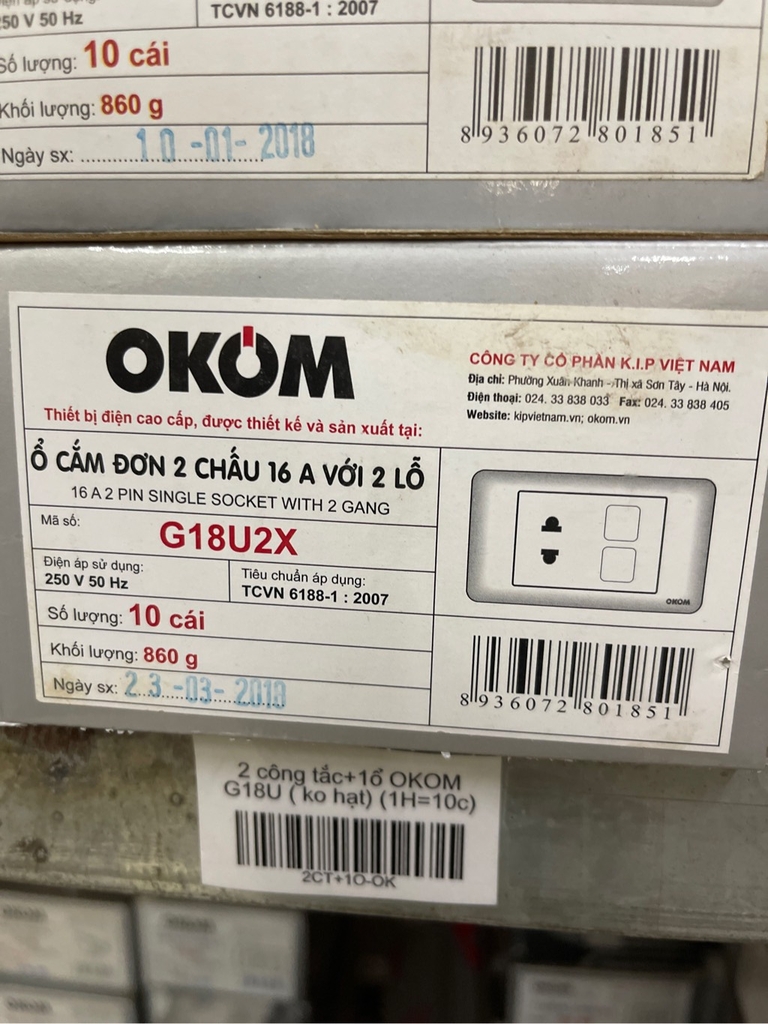 250 V 50 Hz
TCVN 6188-1 : 2007
Số lượng: 10 cái
Khối lượng: 860 g
Ngày sx: 10 -01- 2018
8 936072 801851
OKOM
Thiết bị điện cao cấp, được thiết kế và sản xuất tại:
CÔNG TY CỔ PHẦN K.I.P VIỆT NAM
Địa chỉ: Phường Xuân Khanh - Thị xã Sơn Tây - Hà Nội.
Điện thoại: 024. 33 838 033 Fax: 024. 33 838 405
Website: kipvietnam.vn; okom.vn
Ổ CẮM ĐƠN 2 CHẤU 16 A VỚI 2 LỖ
16 A 2 PIN SINGLE SOCKET WITH 2 GANG
Mã số: G18U2X
Điện áp sử dụng:
250 V 50 Hz
Tiêu chuẩn áp dụng:
TCVN 6188-1 : 2007
Số lượng: 10 cái
Khối lượng: 860 g
Ngày sx: 23 -03- 2018
OKOM
8 936072 801851
2 công tắc+1ổ OKOM
G18U ( ko hạt) (1H=10c)
2CT+1O-OK
OKOM